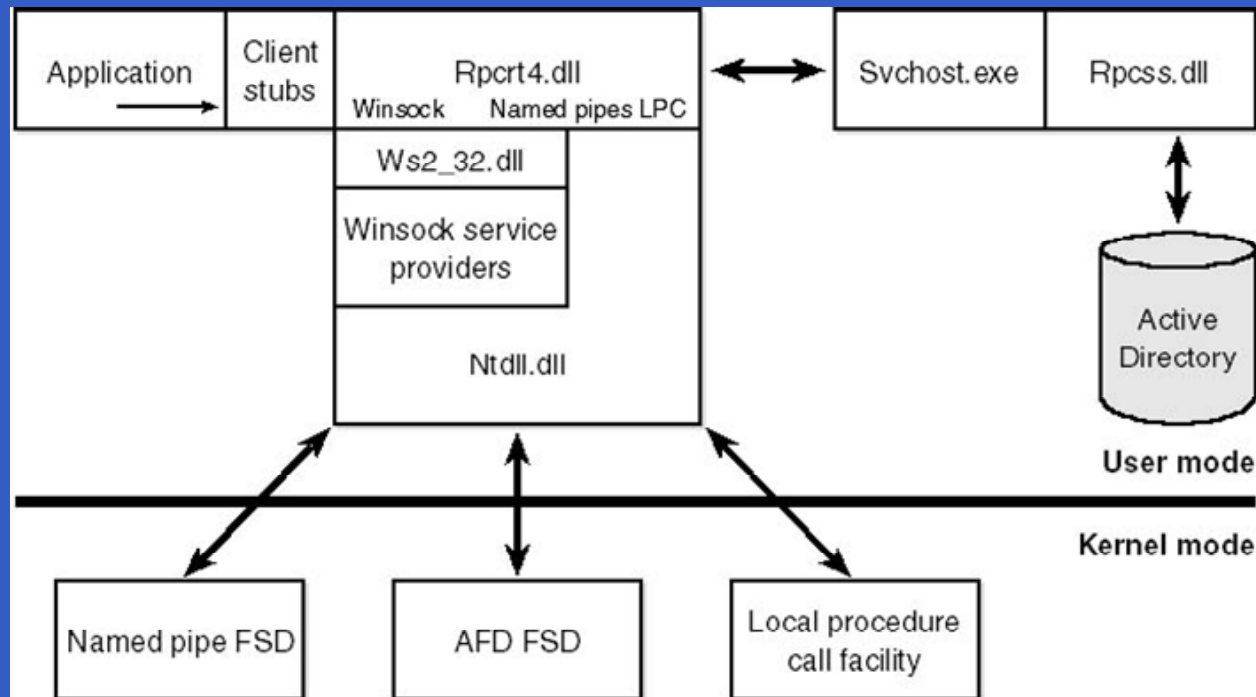 Application
Client
stubs
Rpcrt4.dll
Winsock
Named pipes LPC
Svchost.exe
Rpcss.dll
Ws2_32.dll
Winsock service
providers
Ntdll.dll
Active
Directory
User mode
Kernel mode
Named pipe FSD
AFD FSD
Local procedure
call facility